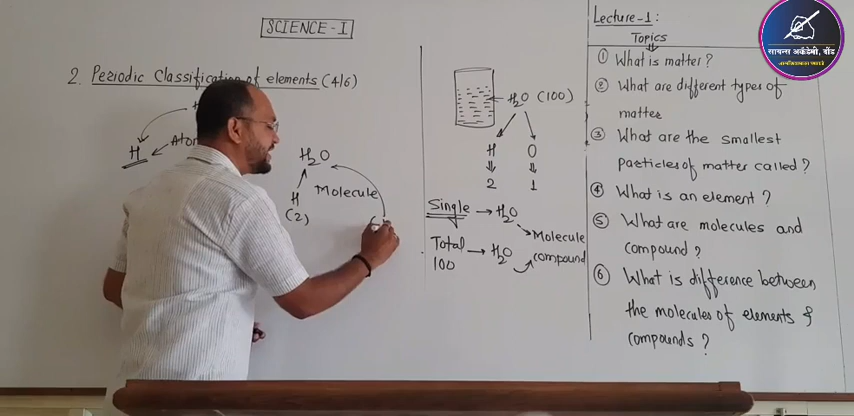 SCIENCE - I
2. Periodic Classification of elements (4/6)
H
H
Atom
H₂O
Molecule
H
(2)
H₂O (100)
H O
2 1
Single → H₂O
Molecule
Total → H₂O
compound
100
Lecture-1 :
Topics
① What is matter ?
② What are different types of
matter
③ What are the smallest
particles of matter called ?
④ What is an element ?
⑤ What are molecules and
compound ?
⑥ What is difference between
the molecules of elements &
compounds ?
सायन्स अकॅडेमी, बोंड